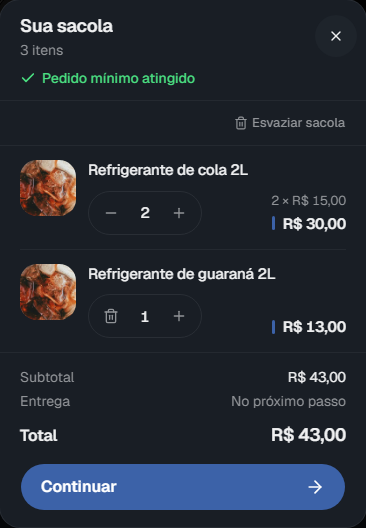 Sua sacola
3 itens
Pedido mínimo atingido
Esvaziar sacola
Refrigerante de cola 2L
2
2 × R$ 15,00
R$ 30,00
Refrigerante de guaraná 2L
1
R$ 13,00
Subtotal R$ 43,00
Entrega No próximo passo
Total R$ 43,00
Continuar